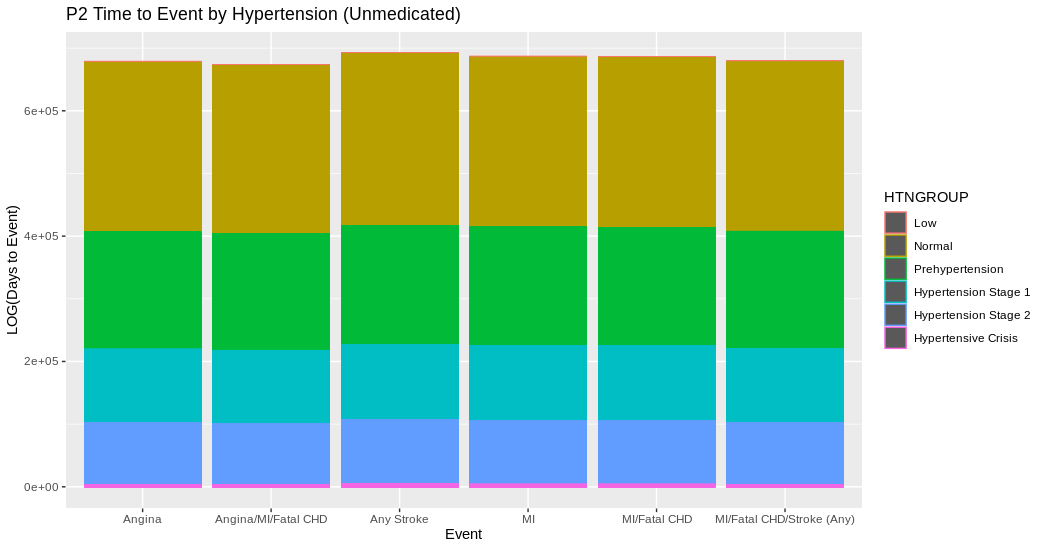 P2 Time to Event by Hypertension (Unmedicated)
LOG(Days to Event)
6e+05
4e+05
2e+05
0e+00
Angina
Angina/MI/Fatal CHD
Any Stroke
MI
MI/Fatal CHD
MI/Fatal CHD/Stroke (Any)
Event
HTNGROUP
Low
Normal
Prehypertension
Hypertension Stage 1
Hypertension Stage 2
Hypertensive Crisis